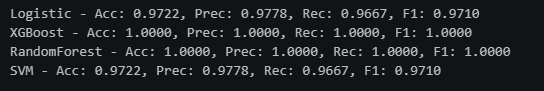 Logistic - Acc: 0.9722, Prec: 0.9778, Rec: 0.9667, F1: 0.9710
XGBoost - Acc: 1.0000, Prec: 1.0000, Rec: 1.0000, F1: 1.0000
RandomForest - Acc: 1.0000, Prec: 1.0000, Rec: 1.0000, F1: 1.0000
SVM - Acc: 0.9722, Prec: 0.9778, Rec: 0.9667, F1: 0.9710